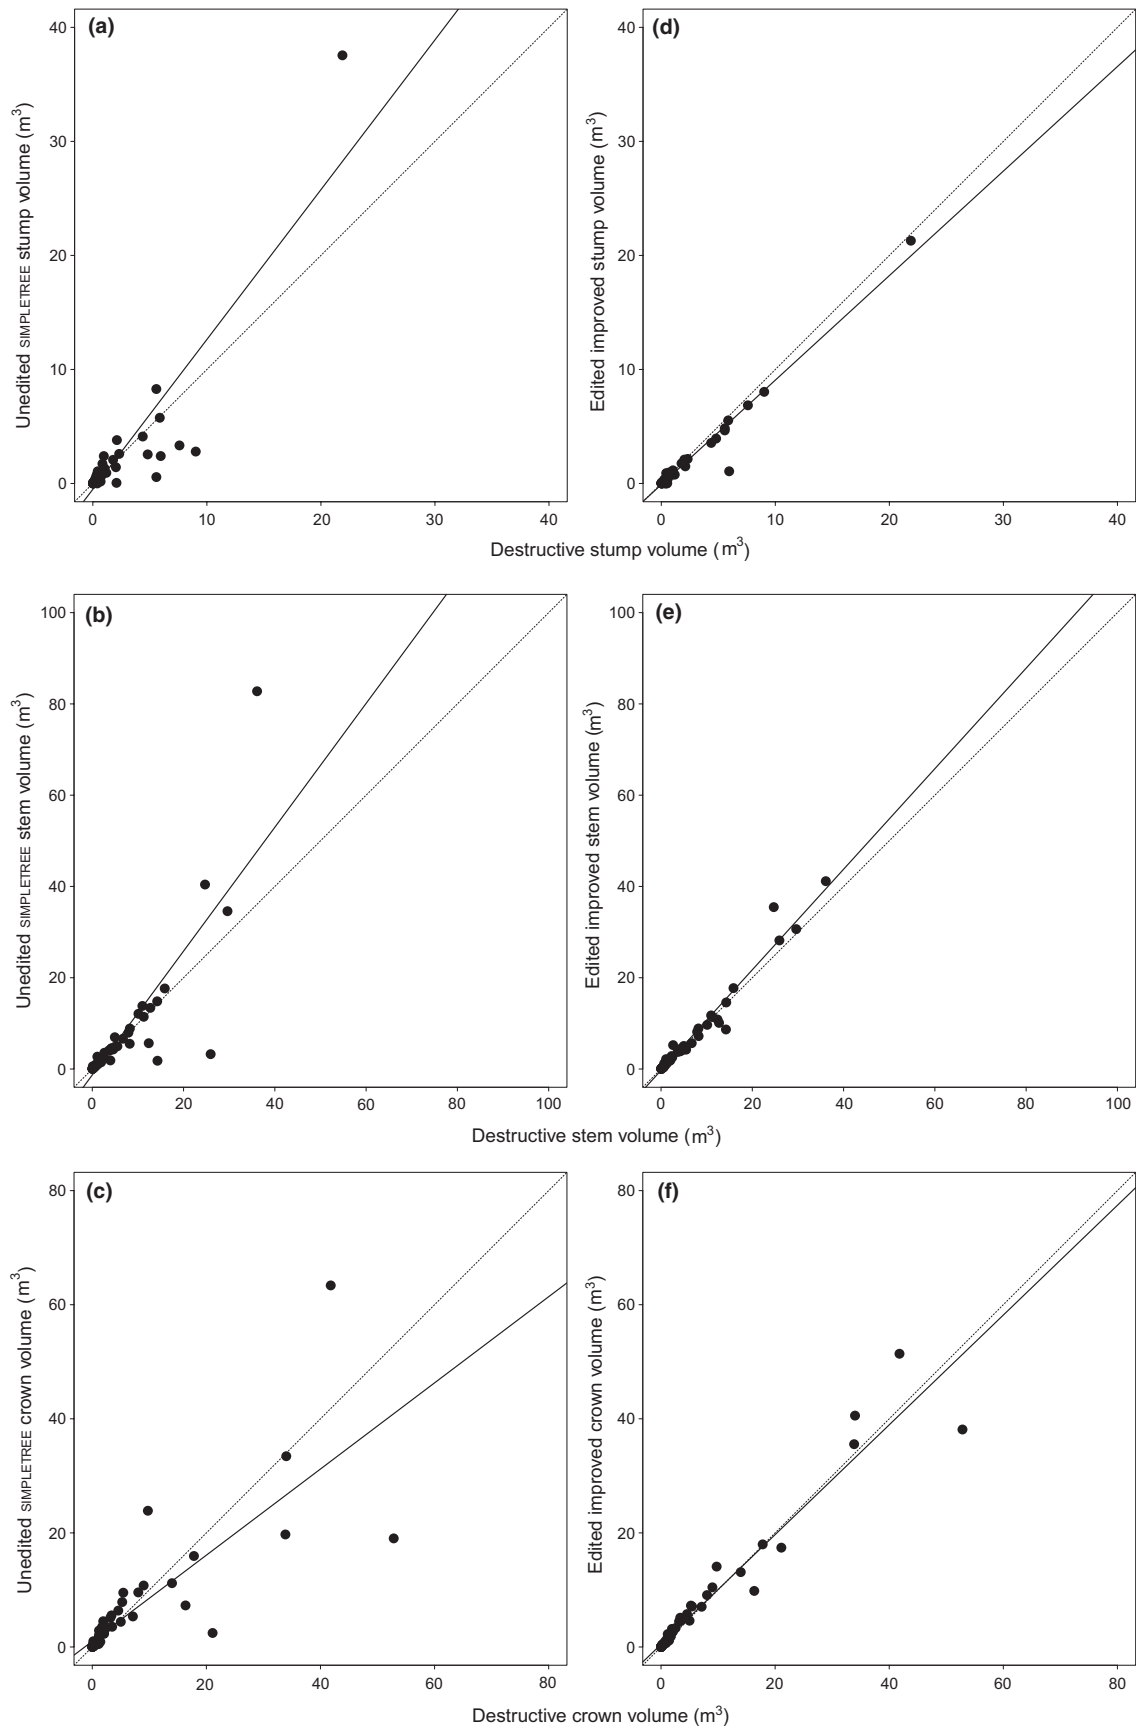 (a)
Unedited SIMPLETREE stump volume (m³)
40
30
20
10
0
0 10 20 30 40
(d)
Edited improved stump volume (m³)
40
30
20
10
0
0 10 20 30 40
Destructive stump volume (m³)
(b)
Unedited SIMPLETREE stem volume (m³)
100
80
60
40
20
0
0 20 40 60 80 100
(e)
Edited improved stem volume (m³)
100
80
60
40
20
0
0 20 40 60 80 100
Destructive stem volume (m³)
(c)
Unedited SIMPLETREE crown volume (m³)
80
60
40
20
0
0 20 40 60 80
(f)
Edited improved crown volume (m³)
80
60
40
20
0
0 20 40 60 80
Destructive crown volume (m³)